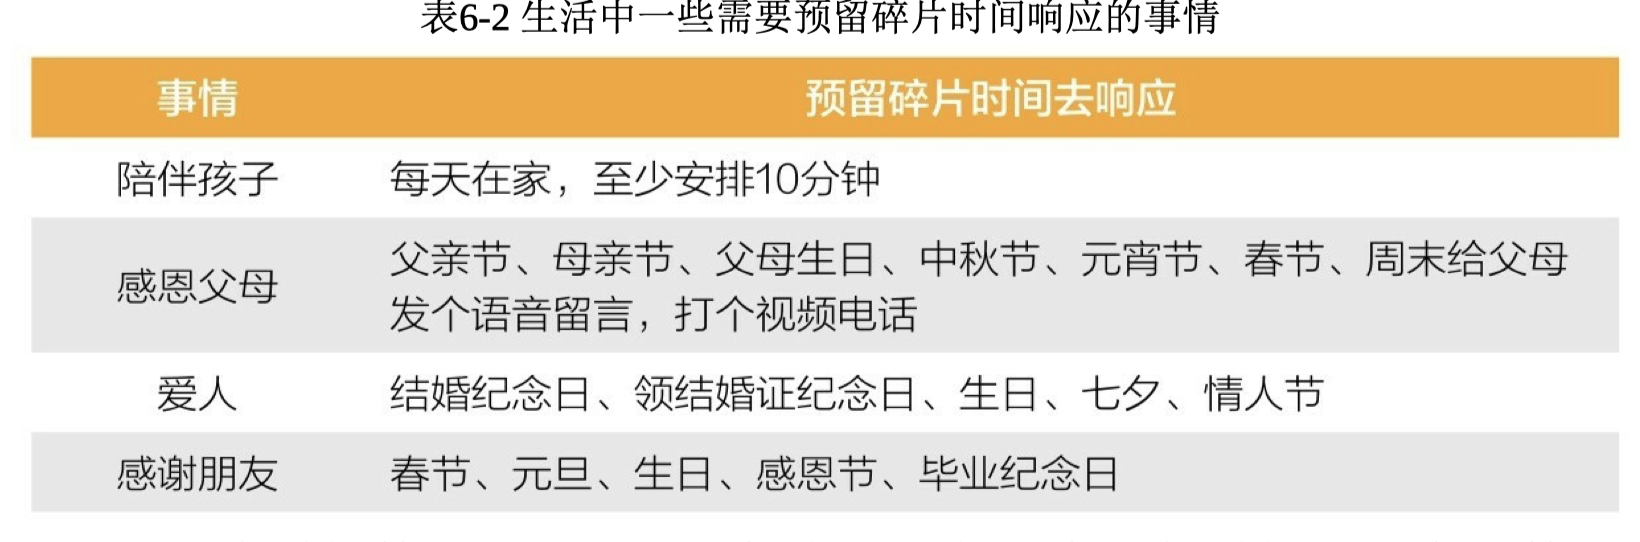 表6-2 生活中一些需要预留碎片时间响应的事情
事情 预留碎片时间去响应
陪伴孩子 每天在家，至少安排10分钟
感恩父母 父亲节、母亲节、父母生日、中秋节、元宵节、春节、周末给父母
发个语音留言，打个视频电话
爱人 结婚纪念日、领结婚证纪念日、生日、七夕、情人节
感谢朋友 春节、元旦、生日、感恩节、毕业纪念日